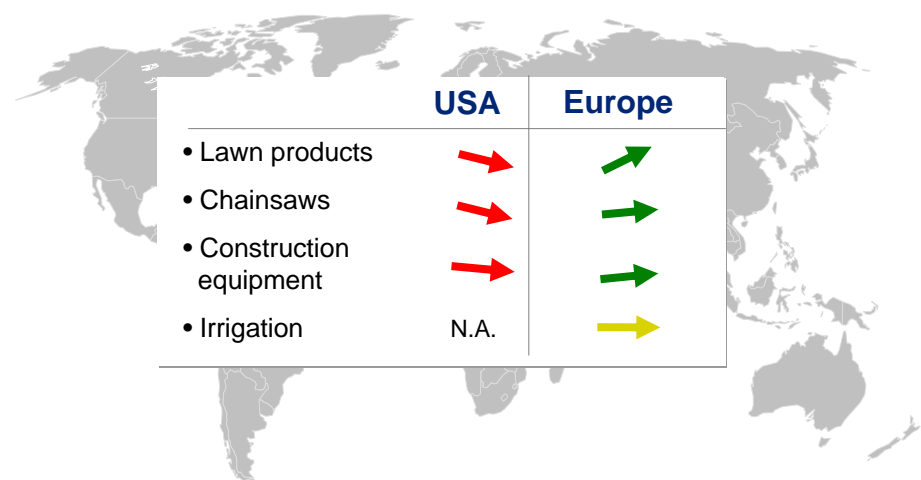 USA Europe
• Lawn products
• Chainsaws
• Construction
equipment
• Irrigation N.A.